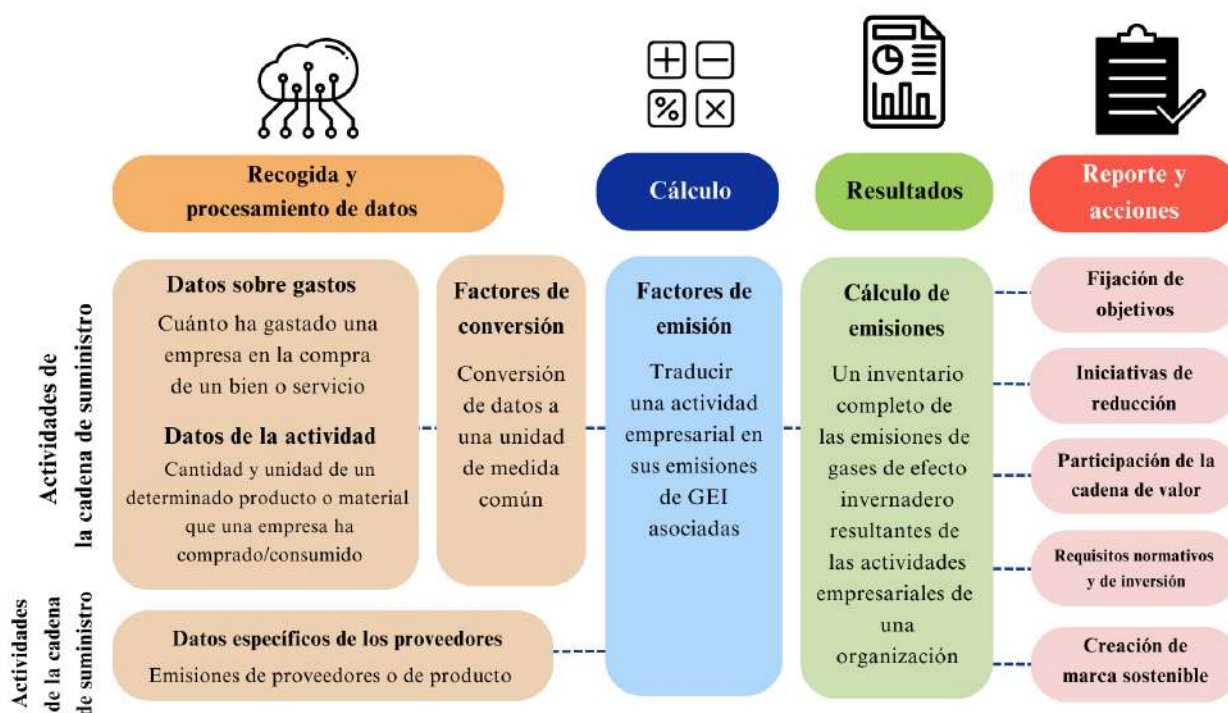 Recogida y
procesamiento de datos
Cálculo
Resultados
Reporte y
acciones
Actividades de
la cadena de suministro
Datos sobre gastos
Cuánto ha gastado una
empresa en la compra
de un bien o servicio
Datos de la actividad
Cantidad y unidad de un
determinado producto o material
que una empresa ha
comprado/consumido
Factores de
conversión
Conversión
de datos a
una unidad
de medida
común
Factores de
emisión
Traducir
una actividad
empresarial en
sus emisiones
de GEI
asociadas
Cálculo de
emisiones
Un inventario
completo de
las emisiones de
gases de efecto
invernadero
resultantes de
las actividades
empresariales de
una
organización
Fijación de
objetivos
Iniciativas de
reducción
Participación de la
cadena de valor
Requisitos normativos
y de inversión
Creación de
marca sostenible
Actividades
de la cadena
de suministro
Datos específicos de los proveedores
Emisiones de proveedores o de producto